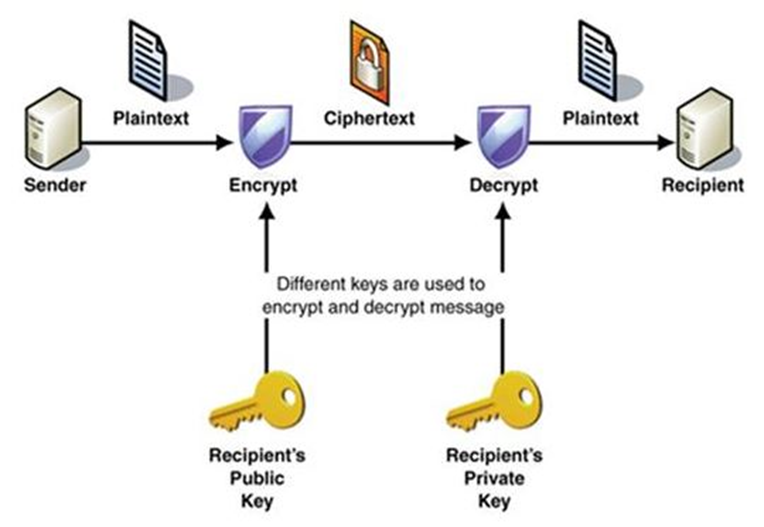 Plaintext
Ciphertext
Plaintext
Sender
Encrypt
Decrypt
Recipient
Different keys are used to
encrypt and decrypt message
Recipient's
Public
Key
Recipient's
Private
Key